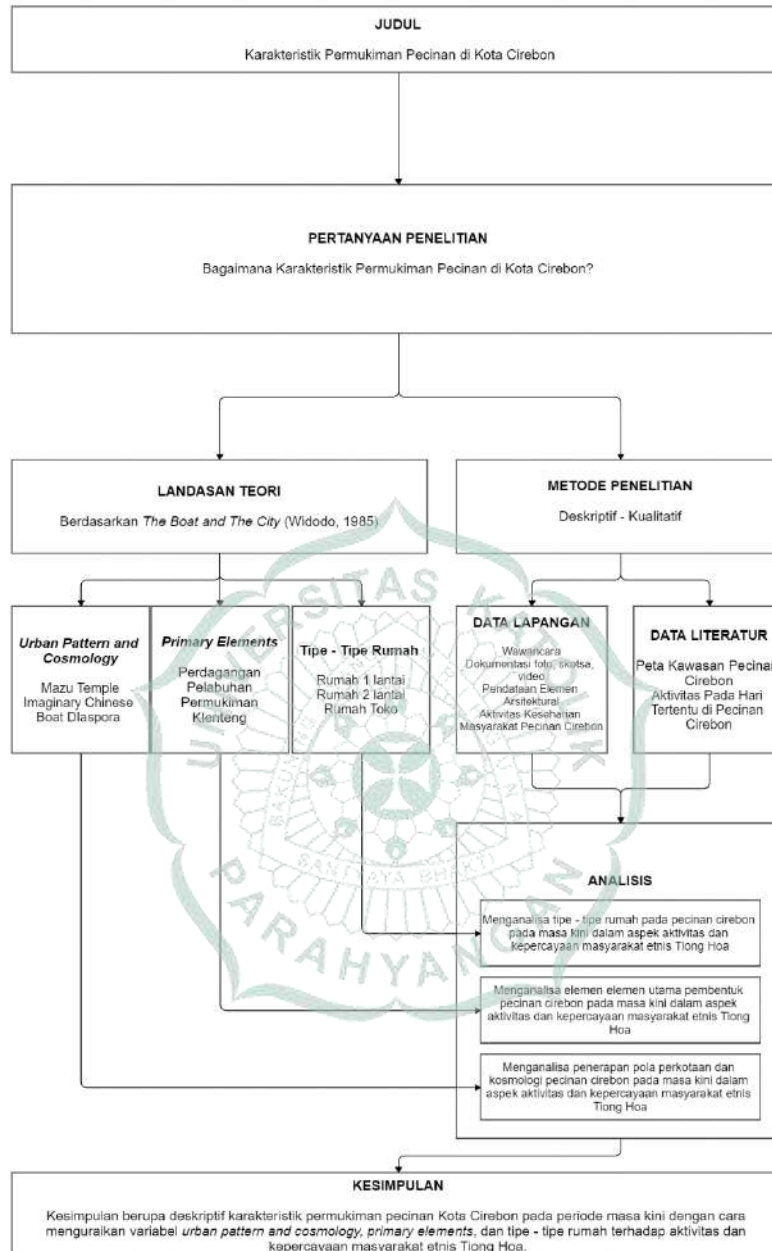 JUDUL
Karakteristik Permukiman Pecinan di Kota Cirebon
PERTANYAAN PENELITIAN
Bagaimana Karakteristik Permukiman Pecinan di Kota Cirebon?
LANDASAN TEORI
Berdasarkan The Boat and The City (Widodo, 1985)
METODE PENELITIAN
Deskriptif - Kualitatif
Urban Pattern and
Cosmology
Mazu Temple
Imaginary Chinese
Boat DIaspora
Primary Elements
Perdagangan
Pelabuhan
Permukiman
Klenteng
Tipe - Tipe Rumah
Rumah 1 lantai
Rumah 2 lantai
Rumah Toko
DATA LAPANGAN
Wawancara
Dokumentasi foto, sketsa,
video
Pendataan Elemen
Arsitektural
Aktivitas Keseharian
Masyarakat Pecinan Cirebon
DATA LITERATUR
Peta Kawasan Pecinan
Cirebon
Aktivitas Pada Hari
Tertentu di Pecinan
Cirebon
ANALISIS
Menganalisa tipe - tipe rumah pada pecinan cirebon
pada masa kini dalam aspek aktivitas dan
kepercayaan masyarakat etnis Tiong Hoa
Menganalisa elemen elemen utama pembentuk
pecinan cirebon pada masa kini dalam aspek
aktivitas dan kepercayaan masyarakat etnis Tiong
Hoa
Menganalisa penerapan pola perkotaan dan
kosmologi pecinan cirebon pada masa kini dalam
aspek aktivitas dan kepercayaan masyarakat etnis
Tiong Hoa
KESIMPULAN
Kesimpulan berupa deskriptif karakteristik permukiman pecinan Kota Cirebon pada periode masa kini dengan cara
menguraikan variabel urban pattern and cosmology, primary elements, dan tipe - tipe rumah terhadap aktivitas dan
kepercayaan masyarakat etnis Tiong Hoa.
UNIVERSITAS KATOLIK
PARAHYANGAN
SANTYAYA BHAKTI